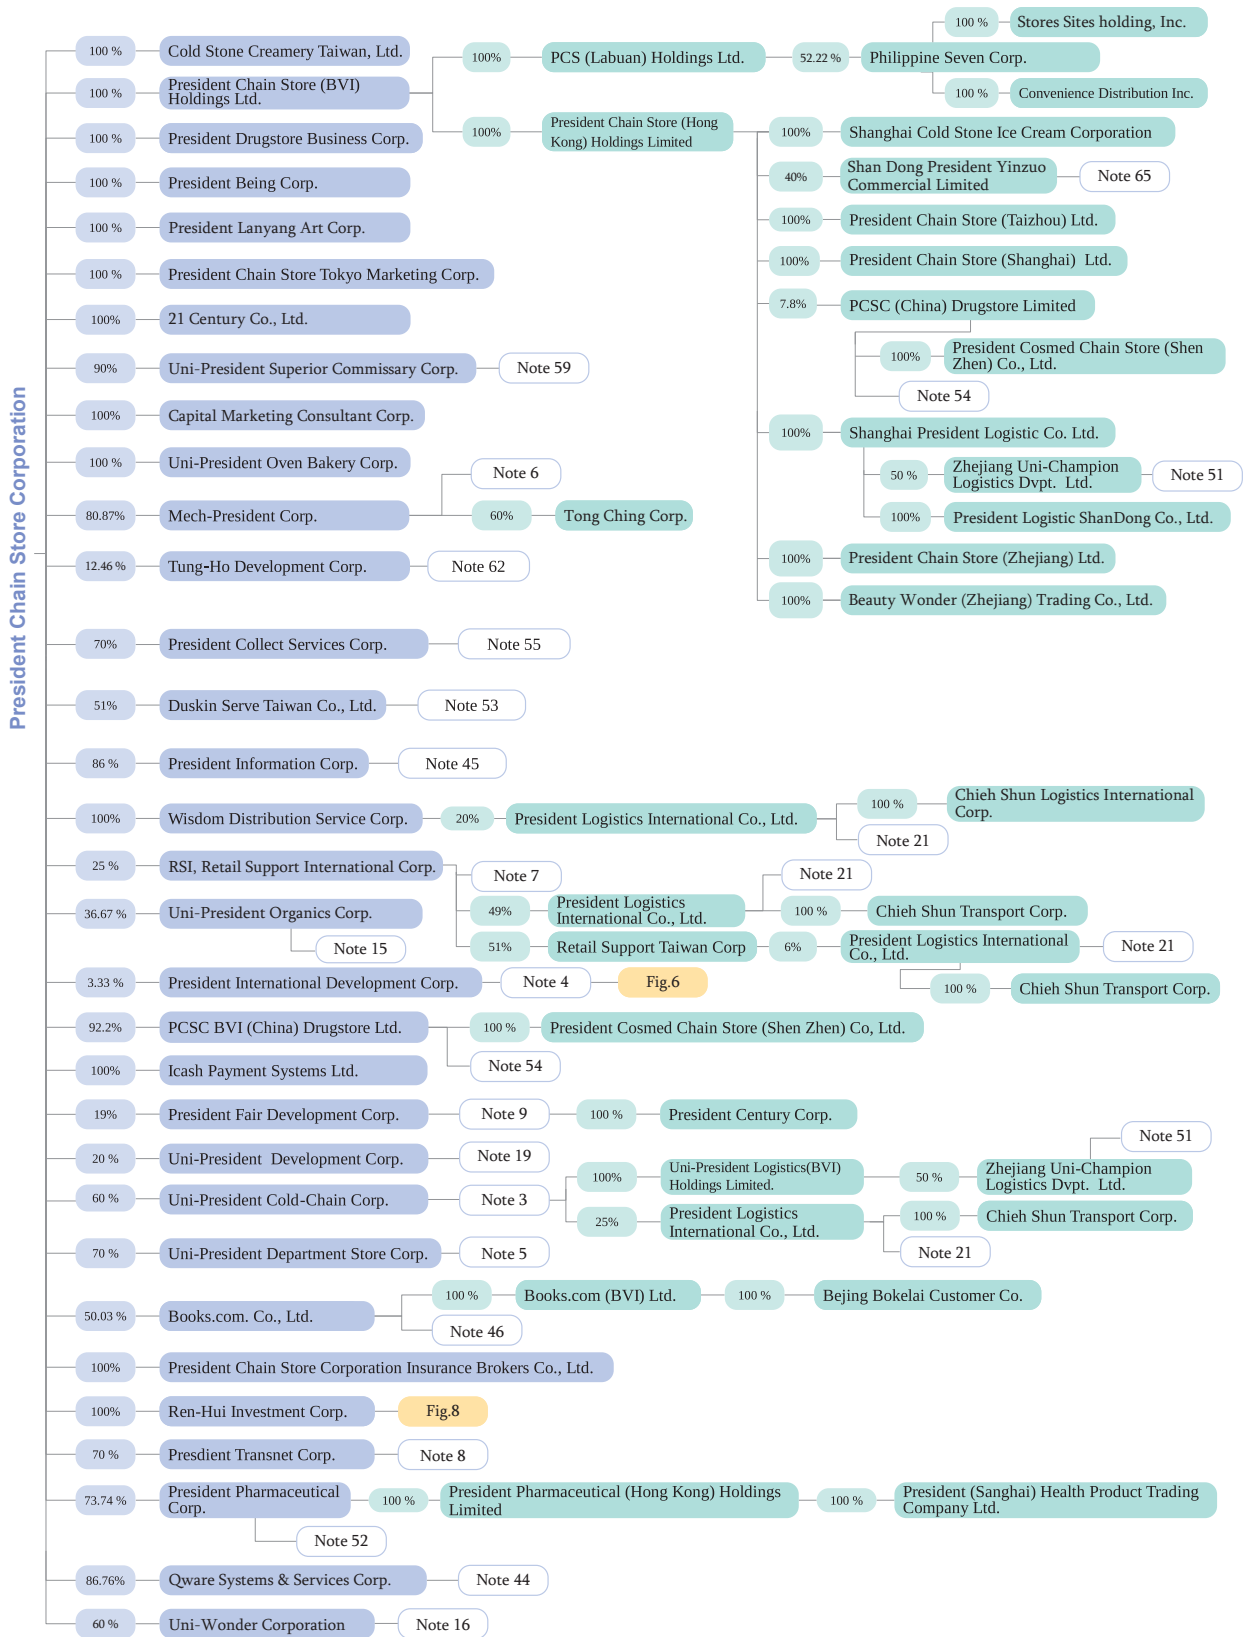 President Chain Store Corporation
100 %
Cold Stone Creamery Taiwan, Ltd.
100 %
President Chain Store (BVI)
Holdings Ltd.
100%
PCS (Labuan) Holdings Ltd.
52.22 %
Philippine Seven Corp.
100 %
Stores Sites holding, Inc.
100 %
Convenience Distribution Inc.
100%
President Chain Store (Hong
Kong) Holdings Limited
100%
Shanghai Cold Stone Ice Cream Corporation
40%
Shan Dong President Yinzuo
Commercial Limited
Note 65
100%
President Chain Store (Taizhou) Ltd.
100%
President Chain Store (Shanghai)  Ltd.
7.8%
PCSC (China) Drugstore Limited
100%
President Cosmed Chain Store (Shen
Zhen) Co., Ltd.
Note 54
100%
Shanghai President Logistic Co. Ltd.
50 %
Zhejiang Uni-Champion
Logistics Dvpt.  Ltd.
Note 51
100%
President Logistic ShanDong Co., Ltd.
100%
President Chain Store (Zhejiang) Ltd.
100%
Beauty Wonder (Zhejiang) Trading Co., Ltd.
100 %
President Drugstore Business Corp.
100 %
President Being Corp.
100 %
President Lanyang Art Corp.
100 %
President Chain Store Tokyo Marketing Corp.
100%
21 Century Co., Ltd.
90%
Uni-President Superior Commissary Corp.
Note 59
100%
Capital Marketing Consultant Corp.
100 %
Uni-President Oven Bakery Corp.
80.87%
Mech-President Corp.
Note 6
60%
Tong Ching Corp.
12.46 %
Tung-Ho Development Corp.
Note 62
70%
President Collect Services Corp.
Note 55
51%
Duskin Serve Taiwan Co., Ltd.
Note 53
86 %
President Information Corp.
Note 45
100%
Wisdom Distribution Service Corp.
20%
President Logistics International Co., Ltd.
100 %
Chieh Shun Logistics International
Corp.
Note 21
25 %
RSI, Retail Support International Corp.
Note 7
49%
President Logistics
International Co., Ltd.
Note 21
100 %
Chieh Shun Transport Corp.
51%
Retail Support Taiwan Corp
6%
President Logistics International
Co., Ltd.
Note 21
100 %
Chieh Shun Transport Corp.
36.67 %
Uni-President Organics Corp.
Note 15
3.33 %
President International Development Corp.
Note 4
Fig.6
92.2%
PCSC BVI (China) Drugstore Ltd.
100 %
President Cosmed Chain Store (Shen Zhen) Co, Ltd.
Note 54
100%
Icash Payment Systems Ltd.
19%
President Fair Development Corp.
Note 9
100 %
President Century Corp.
20 %
Uni-President  Development Corp.
Note 19
60 %
Uni-President Cold-Chain Corp.
Note 3
100%
Uni-President Logistics(BVI)
Holdings Limited.
50 %
Zhejiang Uni-Champion
Logistics Dvpt.  Ltd.
Note 51
25%
President Logistics
International Co., Ltd.
100 %
Chieh Shun Transport Corp.
Note 21
70 %
Uni-President Department Store Corp.
Note 5
50.03 %
Books.com. Co., Ltd.
100 %
Books.com (BVI) Ltd.
100 %
Bejing Bokelai Customer Co.
Note 46
100%
President Chain Store Corporation Insurance Brokers Co., Ltd.
100%
Ren-Hui Investment Corp.
Fig.8
70 %
Presdient Transnet Corp.
Note 8
73.74 %
President Pharmaceutical
Corp.
100 %
President Pharmaceutical (Hong Kong) Holdings
Limited
100 %
President (Sanghai) Health Product Trading
Company Ltd.
Note 52
86.76%
Qware Systems & Services Corp.
Note 44
60 %
Uni-Wonder Corporation
Note 16